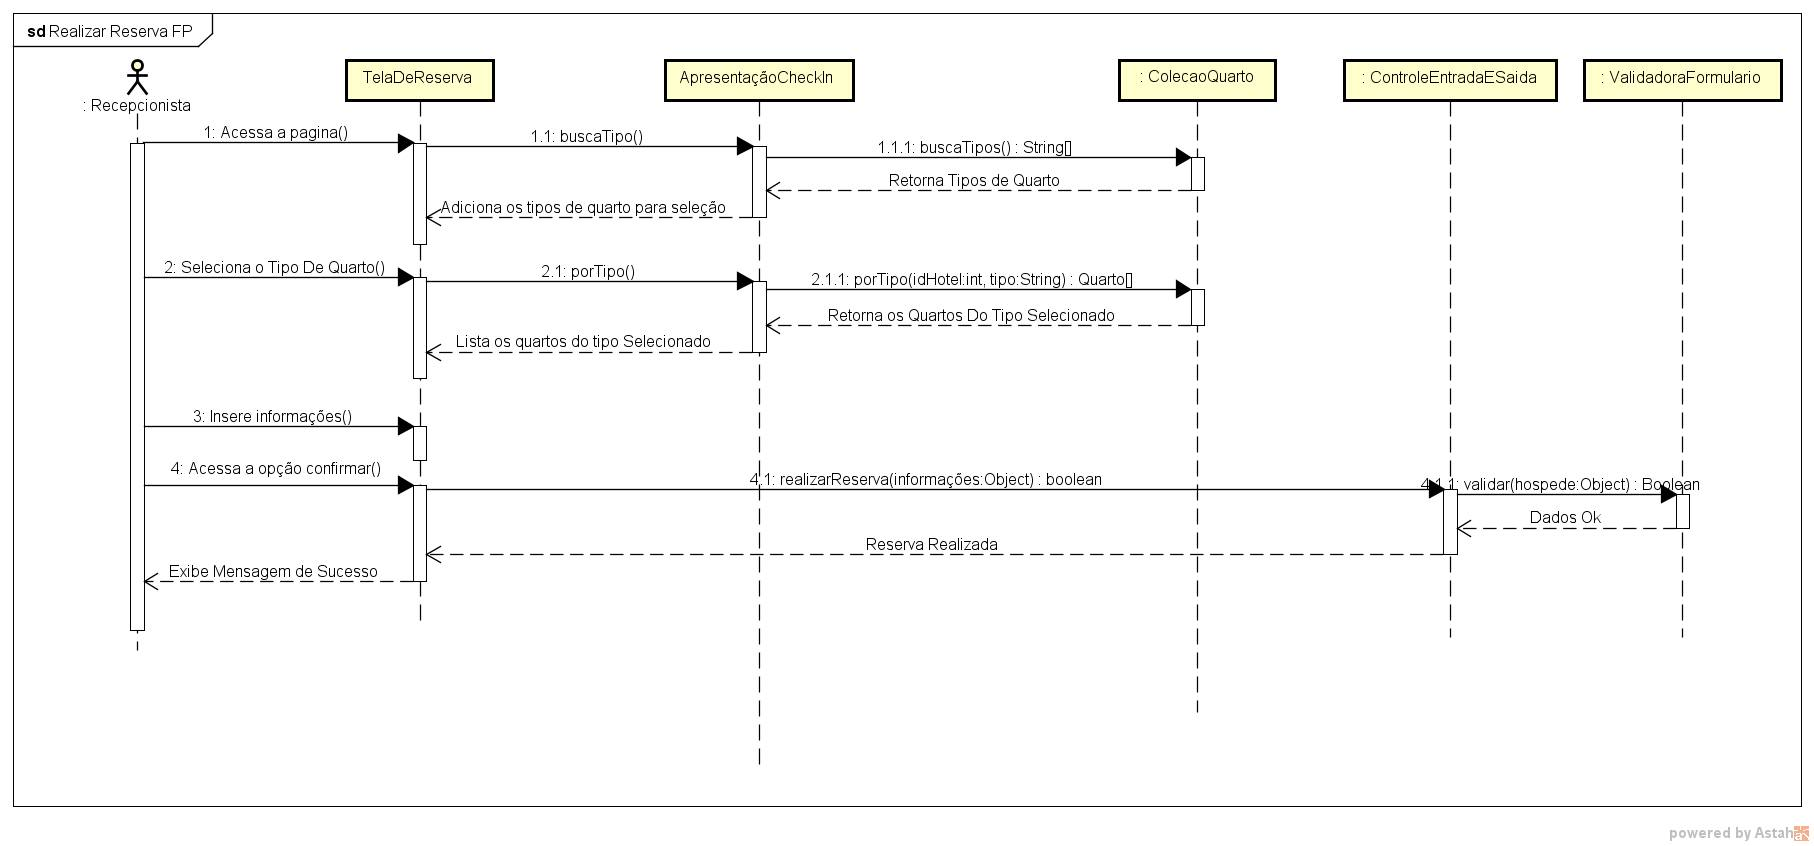 sd Realizar Reserva FP
: Recepcionista
TelaDeReserva
ApresentaçãoCheckIn
: ColecaoQuarto
: ControleEntradaESaida
: ValidadoraFormulario
1: Acessa a pagina()
1.1: buscaTipo()
1.1.1: buscaTipos() : String[]
Retorna Tipos de Quarto
Adiciona os tipos de quarto para seleção
2: Seleciona o Tipo De Quarto()
2.1: porTipo()
2.1.1: porTipo(idHotel:int, tipo:String) : Quarto[]
Retorna os Quartos Do Tipo Selecionado
Lista os quartos do tipo Selecionado
3: Insere informações()
4: Acessa a opção confirmar()
4.1: realizarReserva(informações:Object) : boolean
4.1.1: validar(hospede:Object) : Boolean
Dados Ok
Reserva Realizada
Exibe Mensagem de Sucesso
powered by Astah